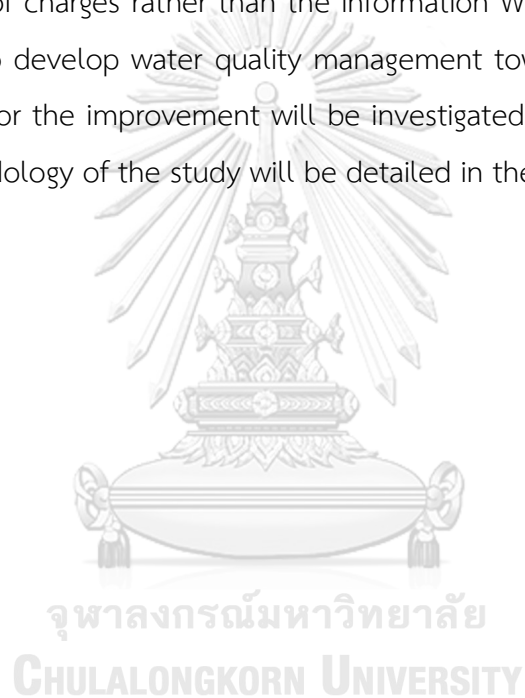 of charges rather than the information w
develop water quality management tow
or the improvement will be investigated
dology of the study will be detailed in the
จุฬาลงกรณ์มหาวิทยาลัย
CHULALONGKORN UNIVERSITY